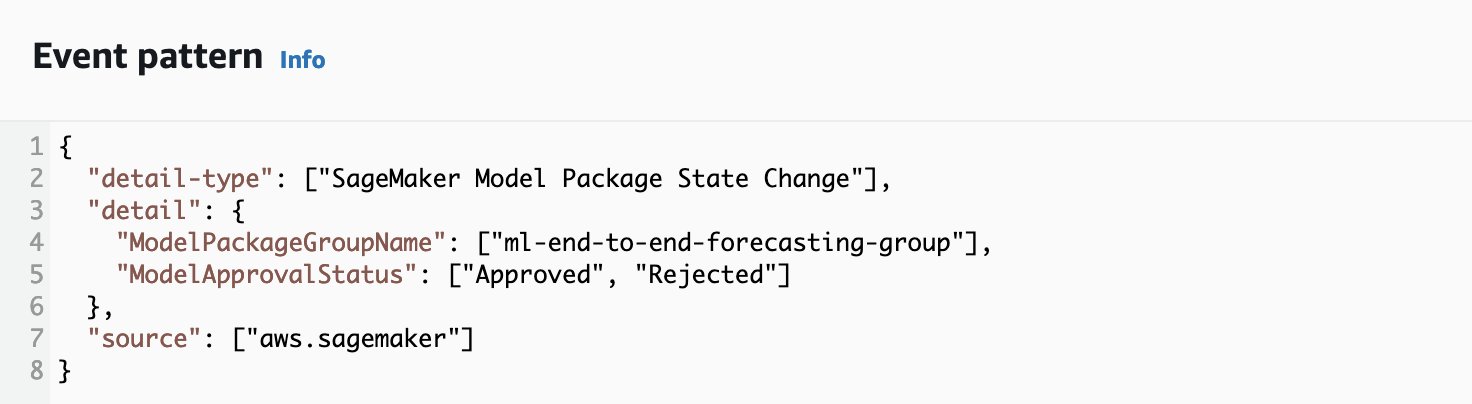 Event pattern Info
1 {
2   "detail-type": ["SageMaker Model Package State Change"],
3   "detail": {
4     "ModelPackageGroupName": ["ml-end-to-end-forecasting-group"],
5     "ModelApprovalStatus": ["Approved", "Rejected"]
6   },
7   "source": ["aws.sagemaker"]
8 }